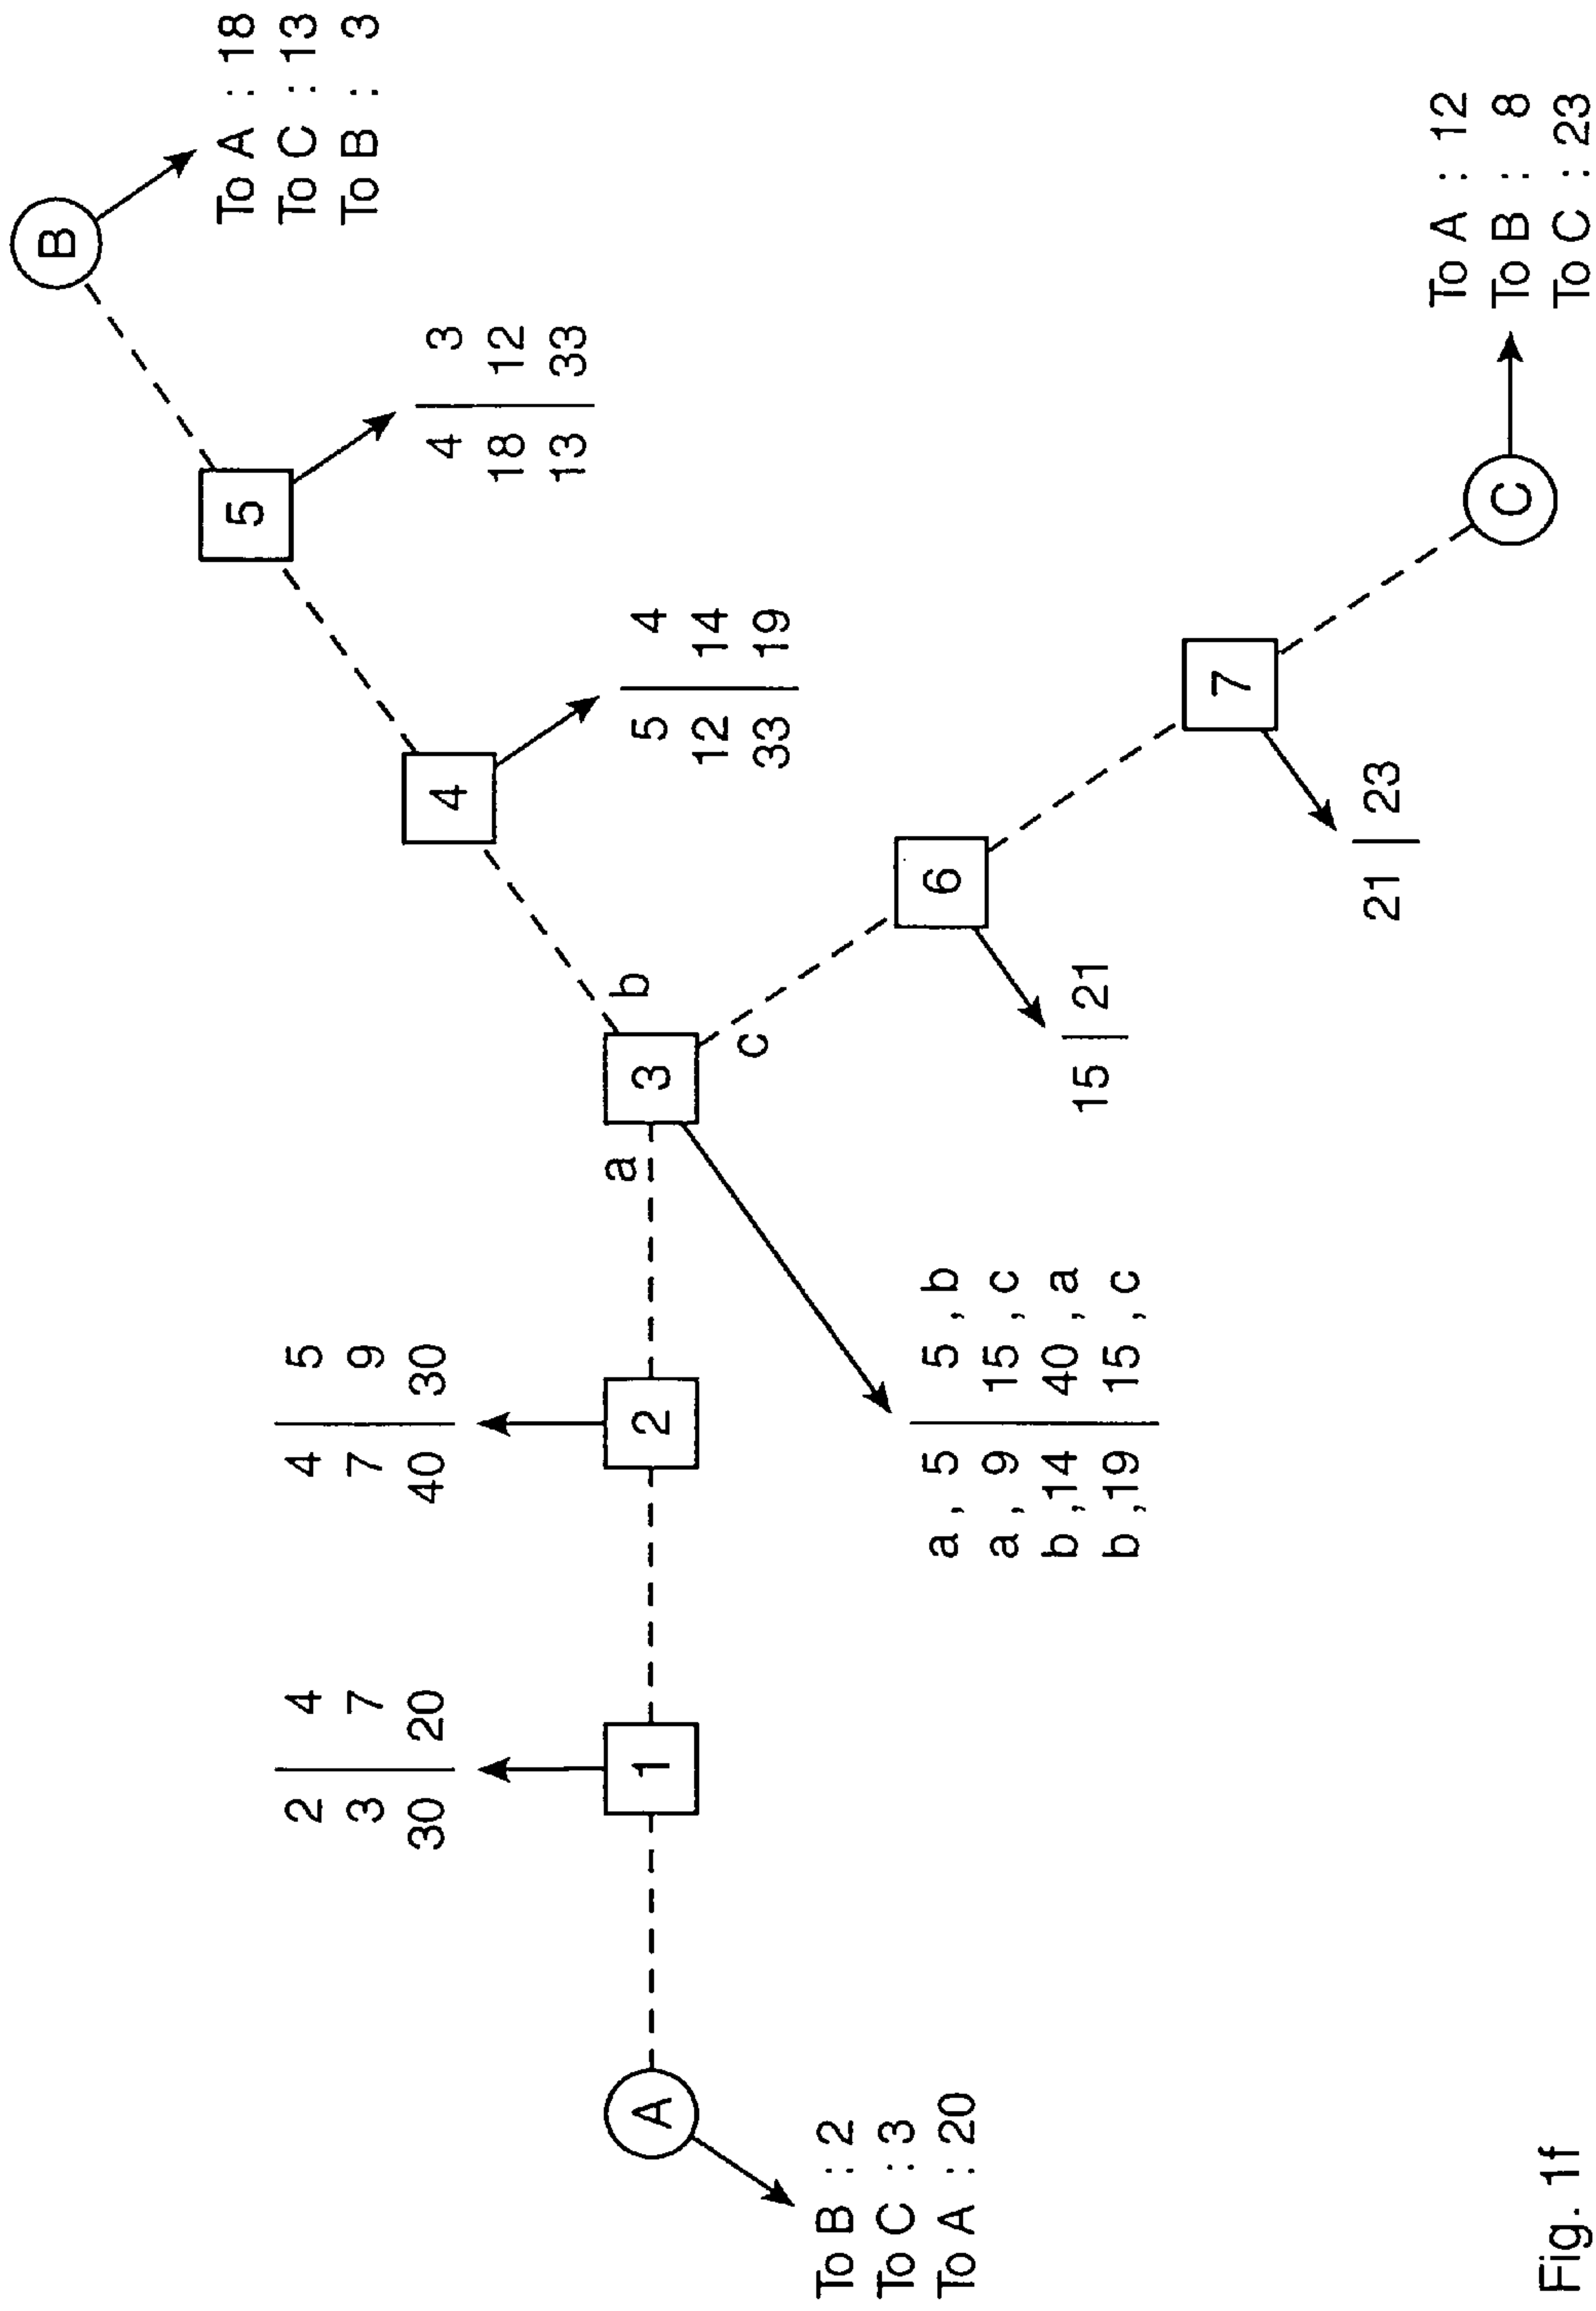 B
To A : 18
To C : 13
To B : 3
5
4 | 3
18 | 12
13 | 33
4
5 | 4
12 | 14
33 | 19
4 | 5
7 | 9
40 | 30
2 | 4
3 | 7
30 | 20
A
1
2
a
3
b
c
To B : 2
To C : 3
To A : 20
a , 5 | 5 , b
a , 9 | 15 , c
b ,14 | 40 , a
b ,19 | 15 , c
6
15 | 21
7
21 | 23
C
To A : 12
To B : 8
To C : 23
Fig. 1f